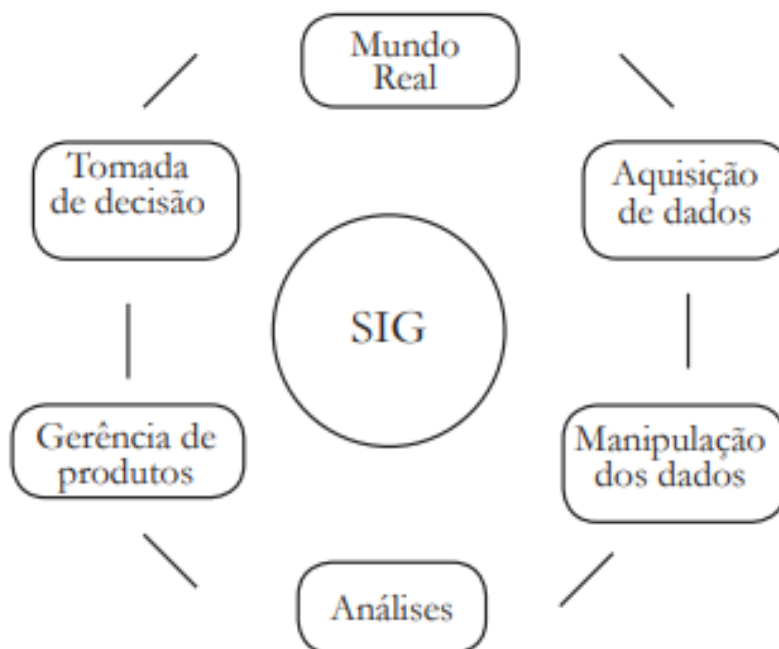 Mundo
Real
Tomada
de decisão
Aquisição
de dados
SIG
Gerência de
produtos
Manipulação
dos dados
Análises